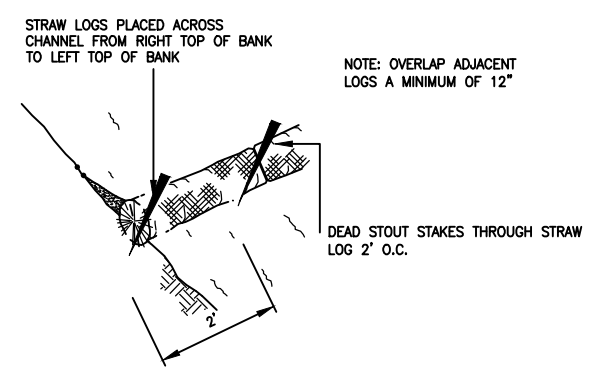 STRAW LOGS PLACED ACROSS
CHANNEL FROM RIGHT TOP OF BANK
TO LEFT TOP OF BANK
NOTE: OVERLAP ADJACENT
LOGS A MINIMUM OF 12"
DEAD STOUT STAKES THROUGH STRAW
LOG 2' O.C.
2'